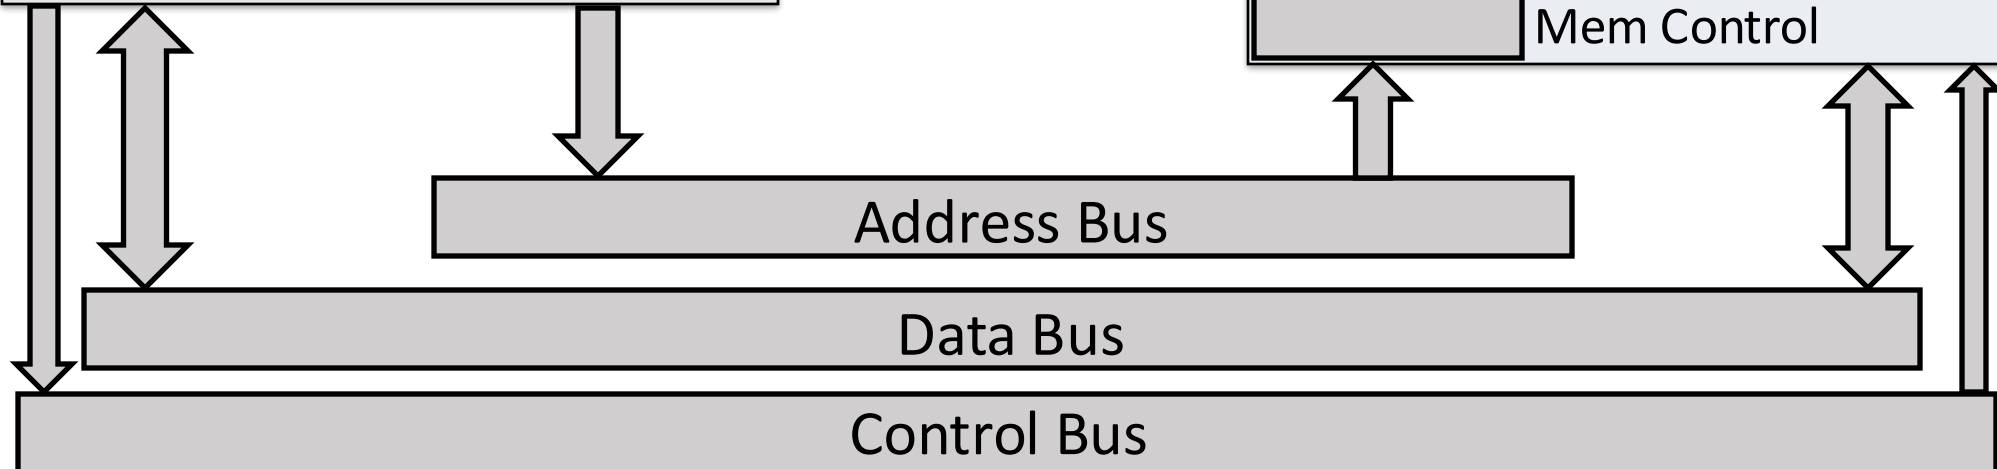 Mem Control
Address Bus
Data Bus
Control Bus